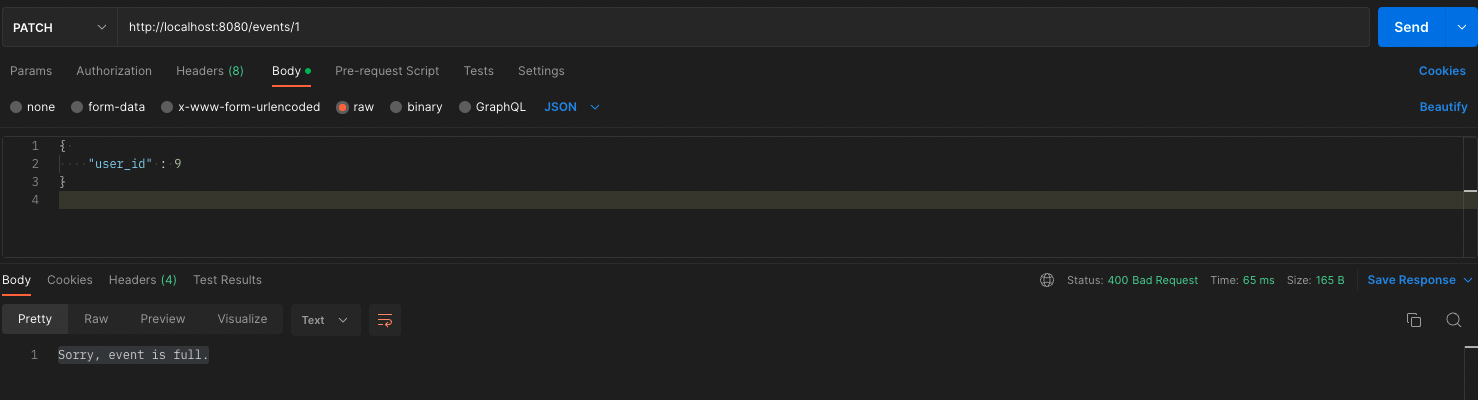 PATCH http://localhost:8080/events/1 Send
Params Authorization Headers (8) Body Pre-request Script Tests Settings Cookies
none form-data x-www-form-urlencoded raw binary GraphQL JSON Beautify
1 {
2 "user_id" : 9
3 }
4
Body Cookies Headers (4) Test Results Status: 400 Bad Request Time: 65 ms Size: 165 B Save Response
Pretty Raw Preview Visualize Text
1 Sorry, event is full.